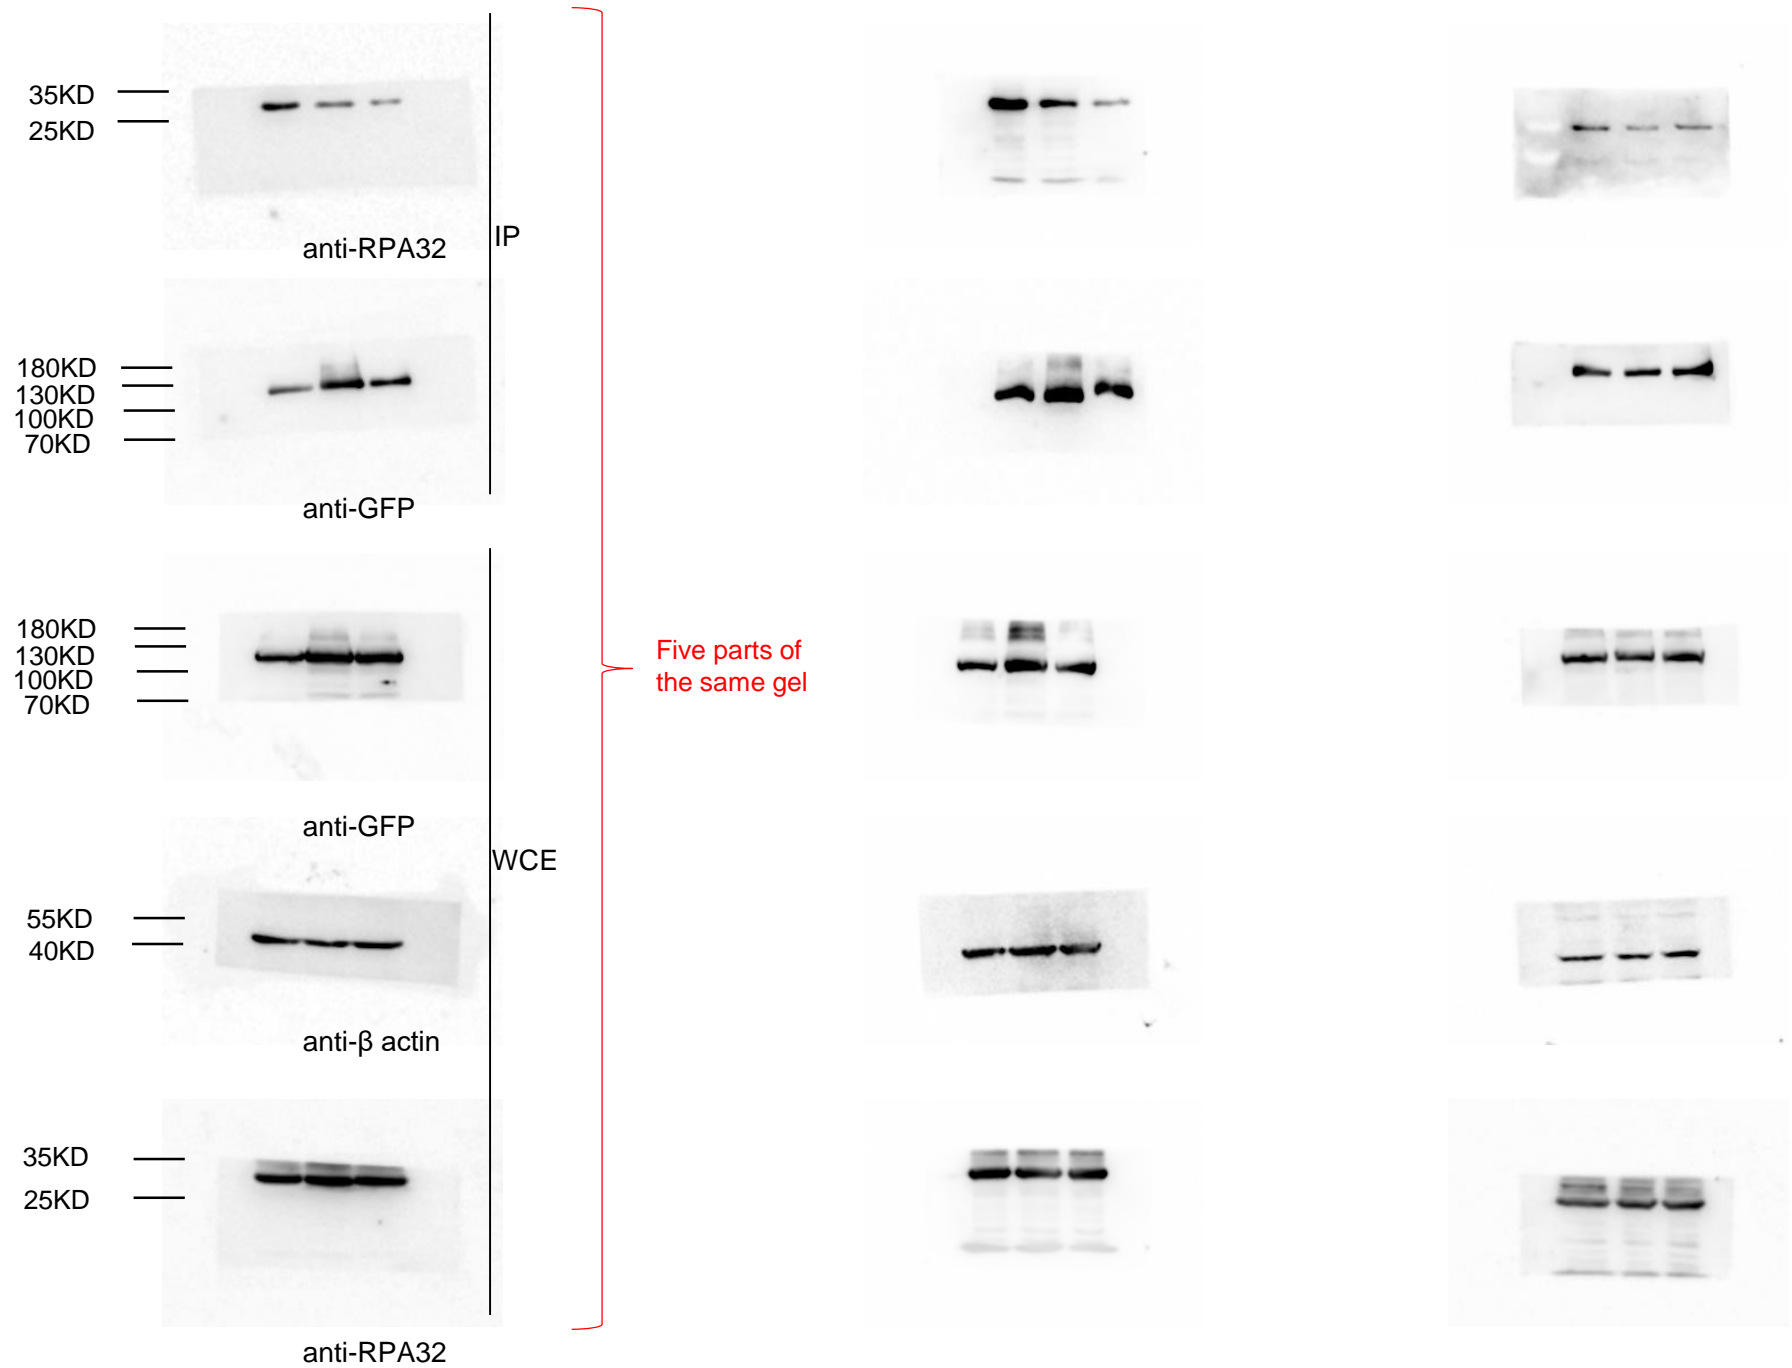 35KD
25KD
anti-RPA32
IP
180KD
130KD
100KD
70KD
anti-GFP
180KD
130KD
100KD
70KD
Five parts of
the same gel
anti-GFP
WCE
55KD
40KD
anti-β actin
35KD
25KD
anti-RPA32